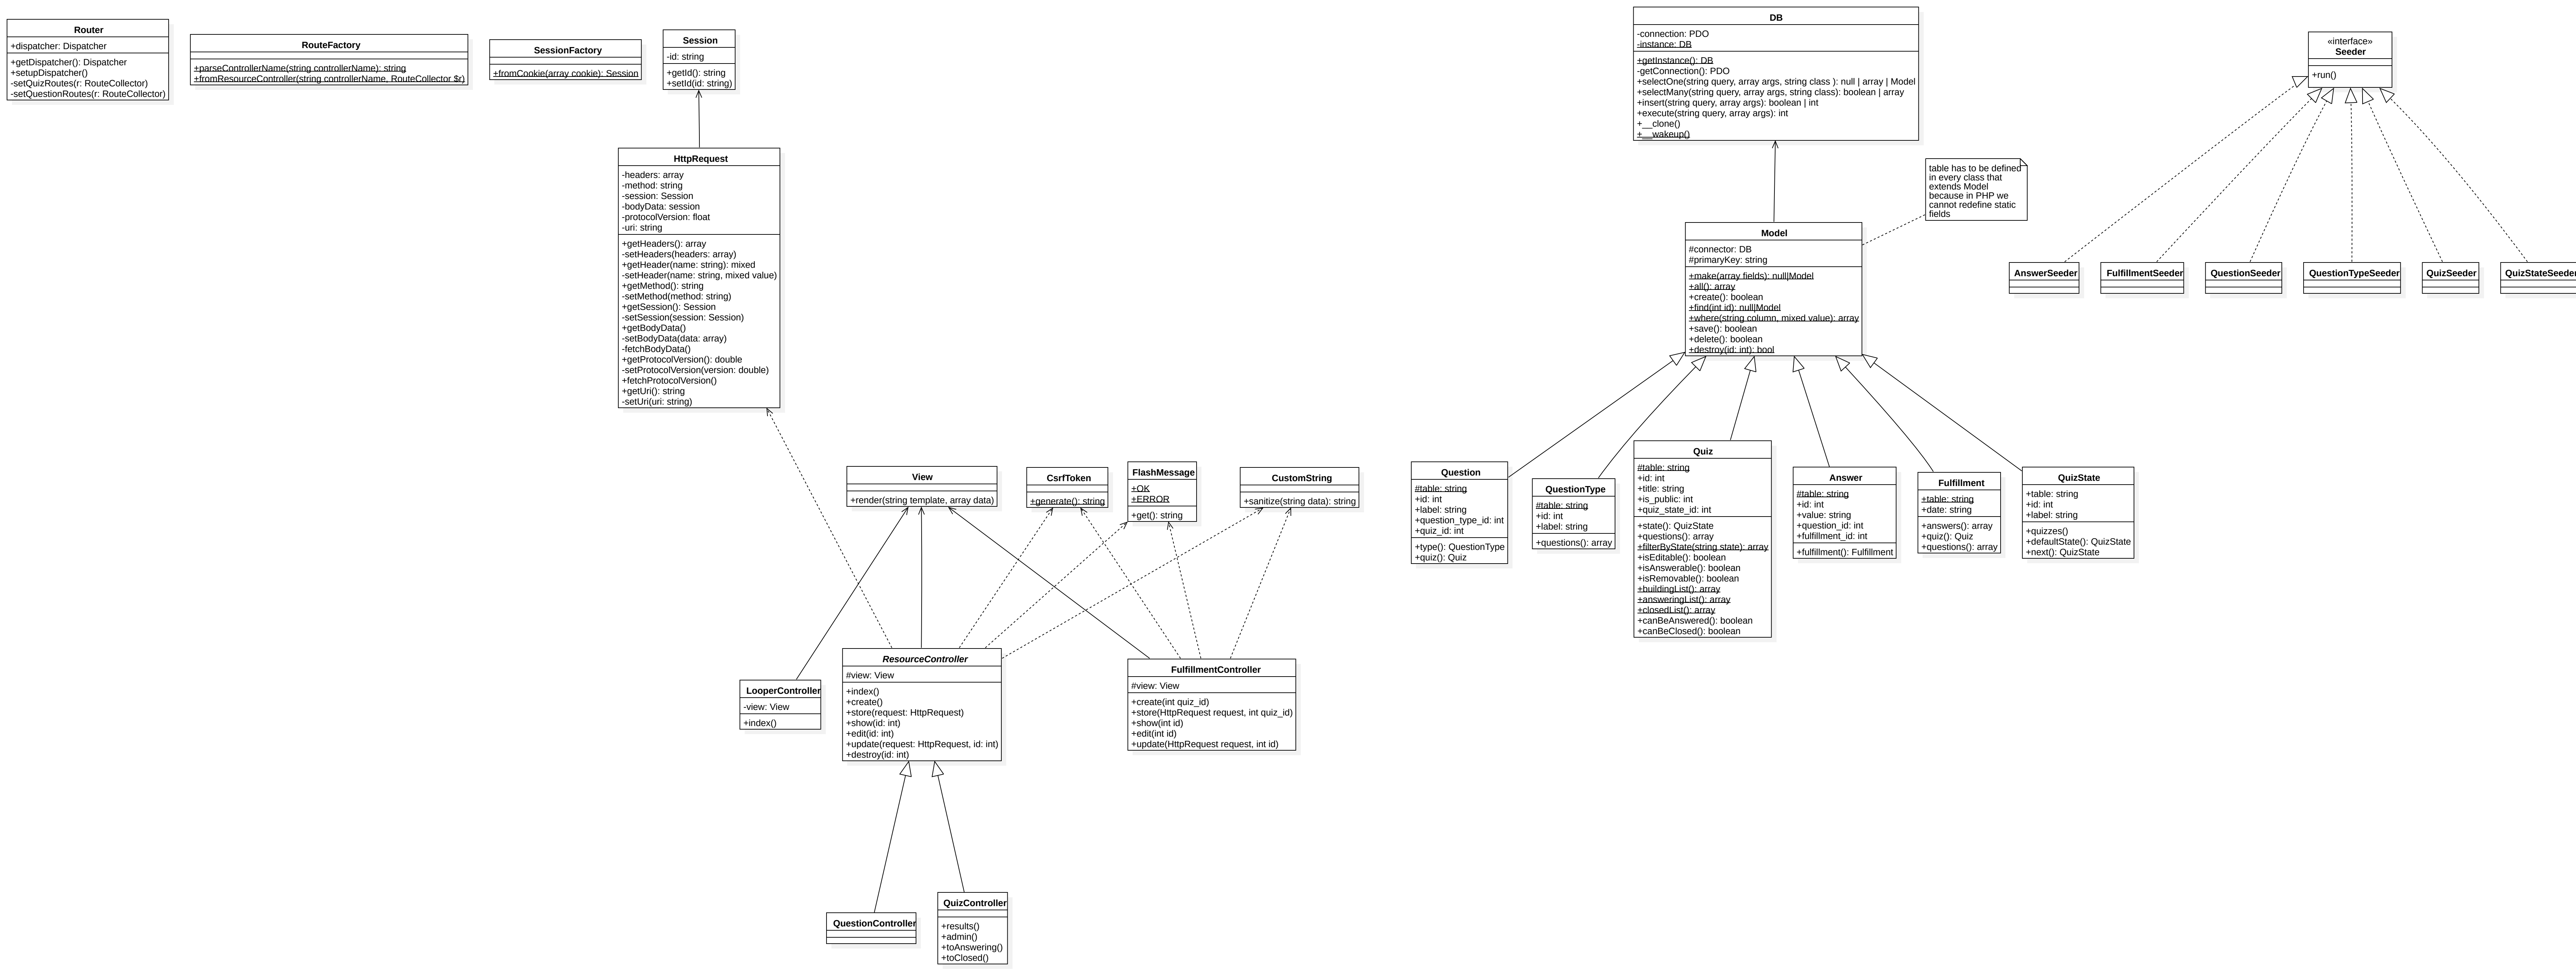 Router
+dispatcher: Dispatcher
+getDispatcher(): Dispatcher
+setupDispatcher()
-setQuizRoutes(r: RouteCollector)
-setQuestionRoutes(r: RouteCollector)
RouteFactory
+parseControllerName(string controllerName): string
+fromResourceController(string controllerName, RouteCollector $r)
SessionFactory
+fromCookie(array cookie): Session
Session
-id: string
+getId(): string
+setId(id: string)
HttpRequest
-headers: array
-method: string
-session: Session
-bodyData: session
-protocolVersion: float
-uri: string
+getHeaders(): array
-setHeaders(headers: array)
+getHeader(name: string): mixed
-setHeader(name: string, mixed value)
+getMethod(): string
-setMethod(method: string)
+getSession(): Session
-setSession(session: Session)
+getBodyData()
-setBodyData(data: array)
-fetchBodyData()
+getProtocolVersion(): double
-setProtocolVersion(version: double)
+fetchProtocolVersion()
+getUri(): string
-setUri(uri: string)
View
+render(string template, array data)
CsrfToken
+generate(): string
FlashMessage
+OK
+ERROR
+get(): string
CustomString
+sanitize(string data): string
LooperController
-view: View
+index()
ResourceController
#view: View
+index()
+create()
+store(request: HttpRequest)
+show(id: int)
+edit(id: int)
+update(request: HttpRequest, id: int)
+destroy(id: int)
FulfillmentController
#view: View
+create(int quiz_id)
+store(HttpRequest request, int quiz_id)
+show(int id)
+edit(int id)
+update(HttpRequest request, int id)
QuestionController
QuizController
+results()
+admin()
+toAnswering()
+toClosed()
DB
-connection: PDO
-instance: DB
+getInstance(): DB
-getConnection(): PDO
+selectOne(string query, array args, string class ): null | array | Model
+selectMany(string query, array args, string class): boolean | array
+insert(string query, array args): boolean | int
+execute(string query, array args): int
+__clone()
+__wakeup()
table has to be defined
in every class that
extends Model
because in PHP we
cannot redefine static
fields
Model
#connector: DB
#primaryKey: string
+make(array fields): null|Model
+all(): array
+create(): boolean
+find(int id): null|Model
+where(string column, mixed value): array
+save(): boolean
+delete(): boolean
+destroy(id: int): bool
Question
#table: string
+id: int
+label: string
+question_type_id: int
+quiz_id: int
+type(): QuestionType
+quiz(): Quiz
QuestionType
#table: string
+id: int
+label: string
+questions(): array
Quiz
#table: string
+id: int
+title: string
+is_public: int
+quiz_state_id: int
+state(): QuizState
+questions(): array
+filterByState(string state): array
+isEditable(): boolean
+isAnswerable(): boolean
+isRemovable(): boolean
+buildingList(): array
+answeringList(): array
+closedList(): array
+canBeAnswered(): boolean
+canBeClosed(): boolean
Answer
#table: string
+id: int
+value: string
+question_id: int
+fulfillment_id: int
+fulfillment(): Fulfillment
Fulfillment
+table: string
+date: string
+answers(): array
+quiz(): Quiz
+questions(): array
QuizState
+table: string
+id: int
+label: string
+quizzes()
+defaultState(): QuizState
+next(): QuizState
«interface»
Seeder
+run()
AnswerSeeder
FulfillmentSeeder
QuestionSeeder
QuestionTypeSeeder
QuizSeeder
QuizStateSeeder